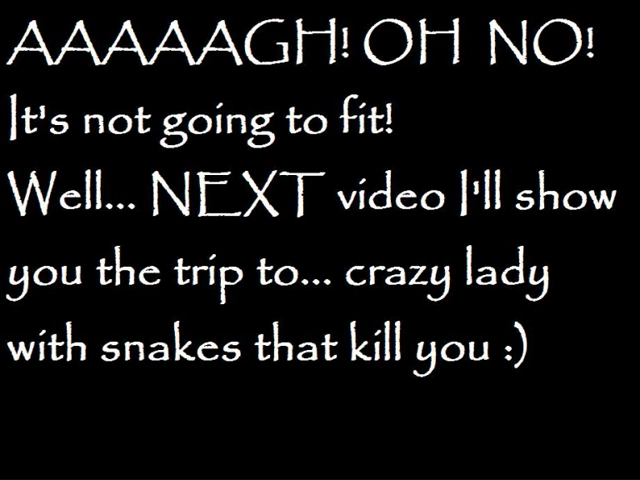 AAAAAGH! OH NO!
It's not going to fit!
Well... NEXT video I'll show
you the trip to... crazy lady
with snakes that kill you :)